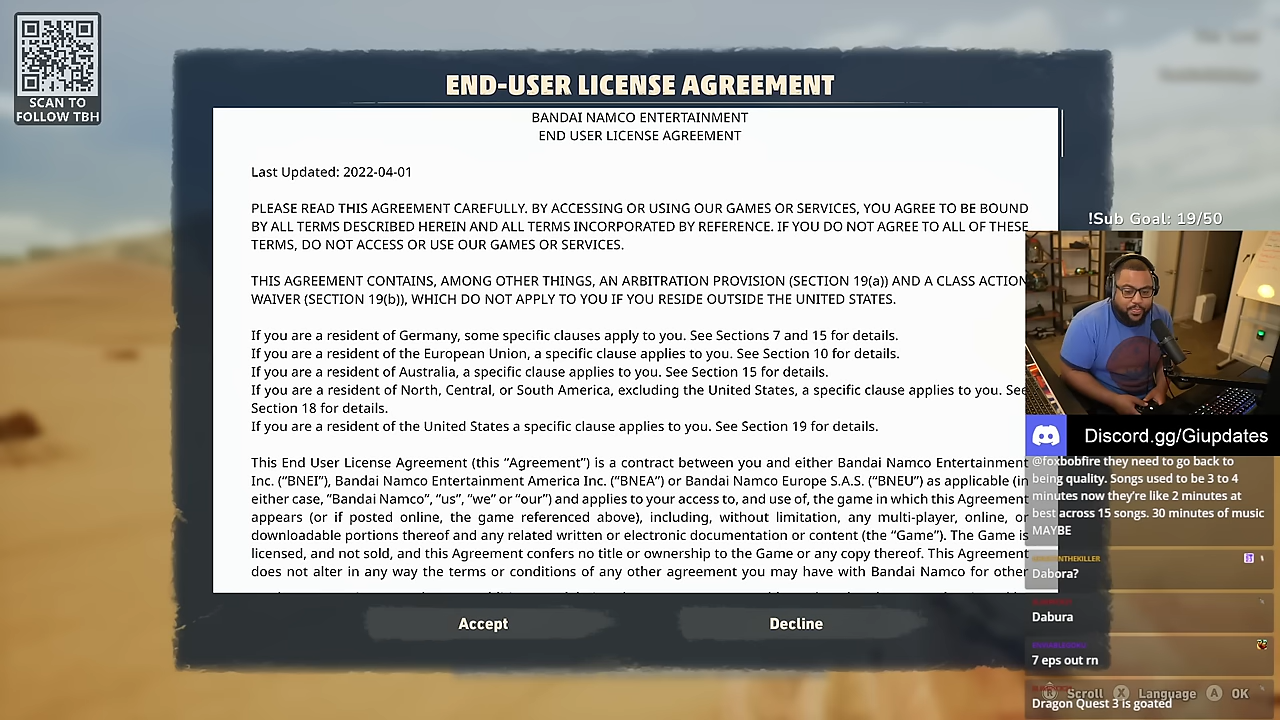 SCAN TO
FOLLOW TBH
END-USER LICENSE AGREEMENT
BANDAI NAMCO ENTERTAINMENT
END USER LICENSE AGREEMENT
Last Updated: 2022-04-01
PLEASE READ THIS AGREEMENT CAREFULLY. BY ACCESSING OR USING OUR GAMES OR SERVICES, YOU AGREE TO BE BOUND
BY ALL TERMS DESCRIBED HEREIN AND ALL TERMS INCORPORATED BY REFERENCE. IF YOU DO NOT AGREE TO ALL OF THESE
TERMS, DO NOT ACCESS OR USE OUR GAMES OR SERVICES.
THIS AGREEMENT CONTAINS, AMONG OTHER THINGS, AN ARBITRATION PROVISION (SECTION 19(a)) AND A CLASS ACTION
WAIVER (SECTION 19(b)), WHICH DO NOT APPLY TO YOU IF YOU RESIDE OUTSIDE THE UNITED STATES.
If you are a resident of Germany, some specific clauses apply to you. See Sections 7 and 15 for details.
If you are a resident of the European Union, a specific clause applies to you. See Section 10 for details.
If you are a resident of Australia, a specific clause applies to you. See Section 15 for details.
If you are a resident of North, Central, or South America, excluding the United States, a specific clause applies to you. See
Section 18 for details.
If you are a resident of the United States a specific clause applies to you. See Section 19 for details.
This End User License Agreement (this “Agreement”) is a contract between you and either Bandai Namco Entertainment
Inc. (“BNEI”), Bandai Namco Entertainment America Inc. (“BNEA”) or Bandai Namco Europe S.A.S. (“BNEU”) as applicable (in
either case, “Bandai Namco”, “us”, “we” or “our”) and applies to your access to, and use of, the game in which this Agreement
appears (or if posted online, the game referenced above), including, without limitation, any multi-player, online, or
downloadable portions thereof and any related written or electronic documentation or content (the “Game”). The Game is
licensed, and not sold, and this Agreement confers no title or ownership to the Game or any copy thereof. This Agreement
does not alter in any way the terms or conditions of any other agreement you may have with Bandai Namco for other
Accept
Decline
!Sub Goal: 19/50
Discord.gg/Giupdates
@foxbobfire they need to go back to
being quality. Songs used to be 3 to 4
minutes now they're like 2 minutes at
best across 15 songs. 30 minutes of music
MAYBE
Dabora?
Dabura
7 eps out rn
Scroll X Language A OK
Dragon Quest 3 is goated